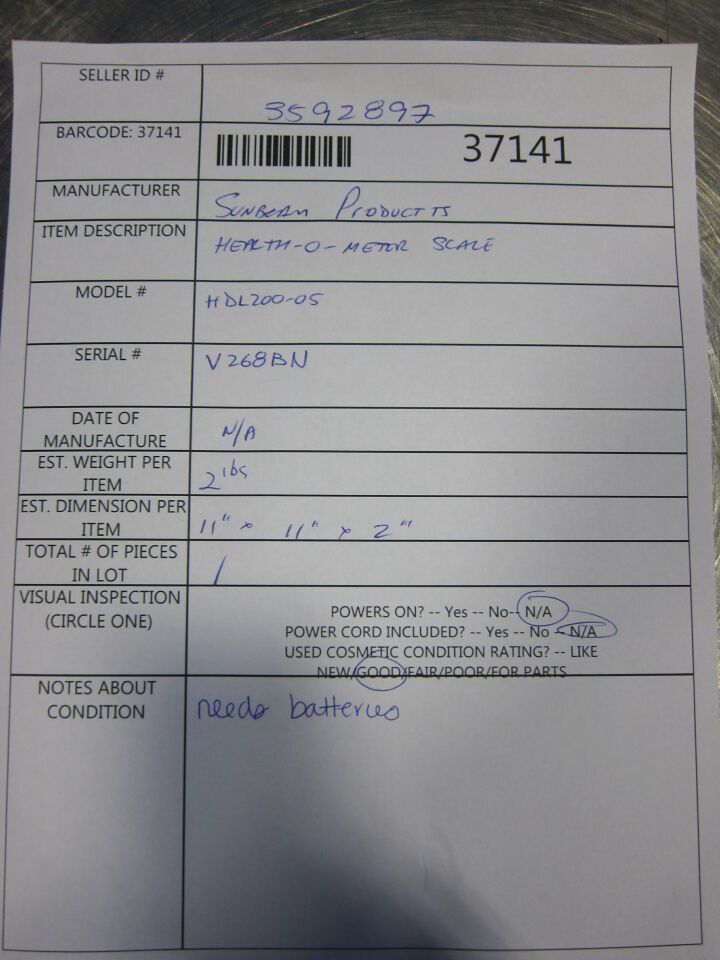 SELLER ID #
3592897
BARCODE: 37141
37141
MANUFACTURER
SUNBEAM PRODUCTTS
ITEM DESCRIPTION
HEALTH-O-METOR SCALE
MODEL #
HDL200-05
SERIAL #
V268BN
DATE OF
MANUFACTURE
N/A
EST. WEIGHT PER
ITEM
2 lbs
EST. DIMENSION PER
ITEM
11" x 11" x 2"'
TOTAL # OF PIECES
IN LOT
1
VISUAL INSPECTION
(CIRCLE ONE)
POWERS ON? -- Yes -- No-- N/A
POWER CORD INCLUDED? -- Yes -- No -- N/A
USED COSMETIC CONDITION RATING? -- LIKE
NEW/GOOD/FAIR/POOR/FOR PARTS
NOTES ABOUT
CONDITION
needs batteries